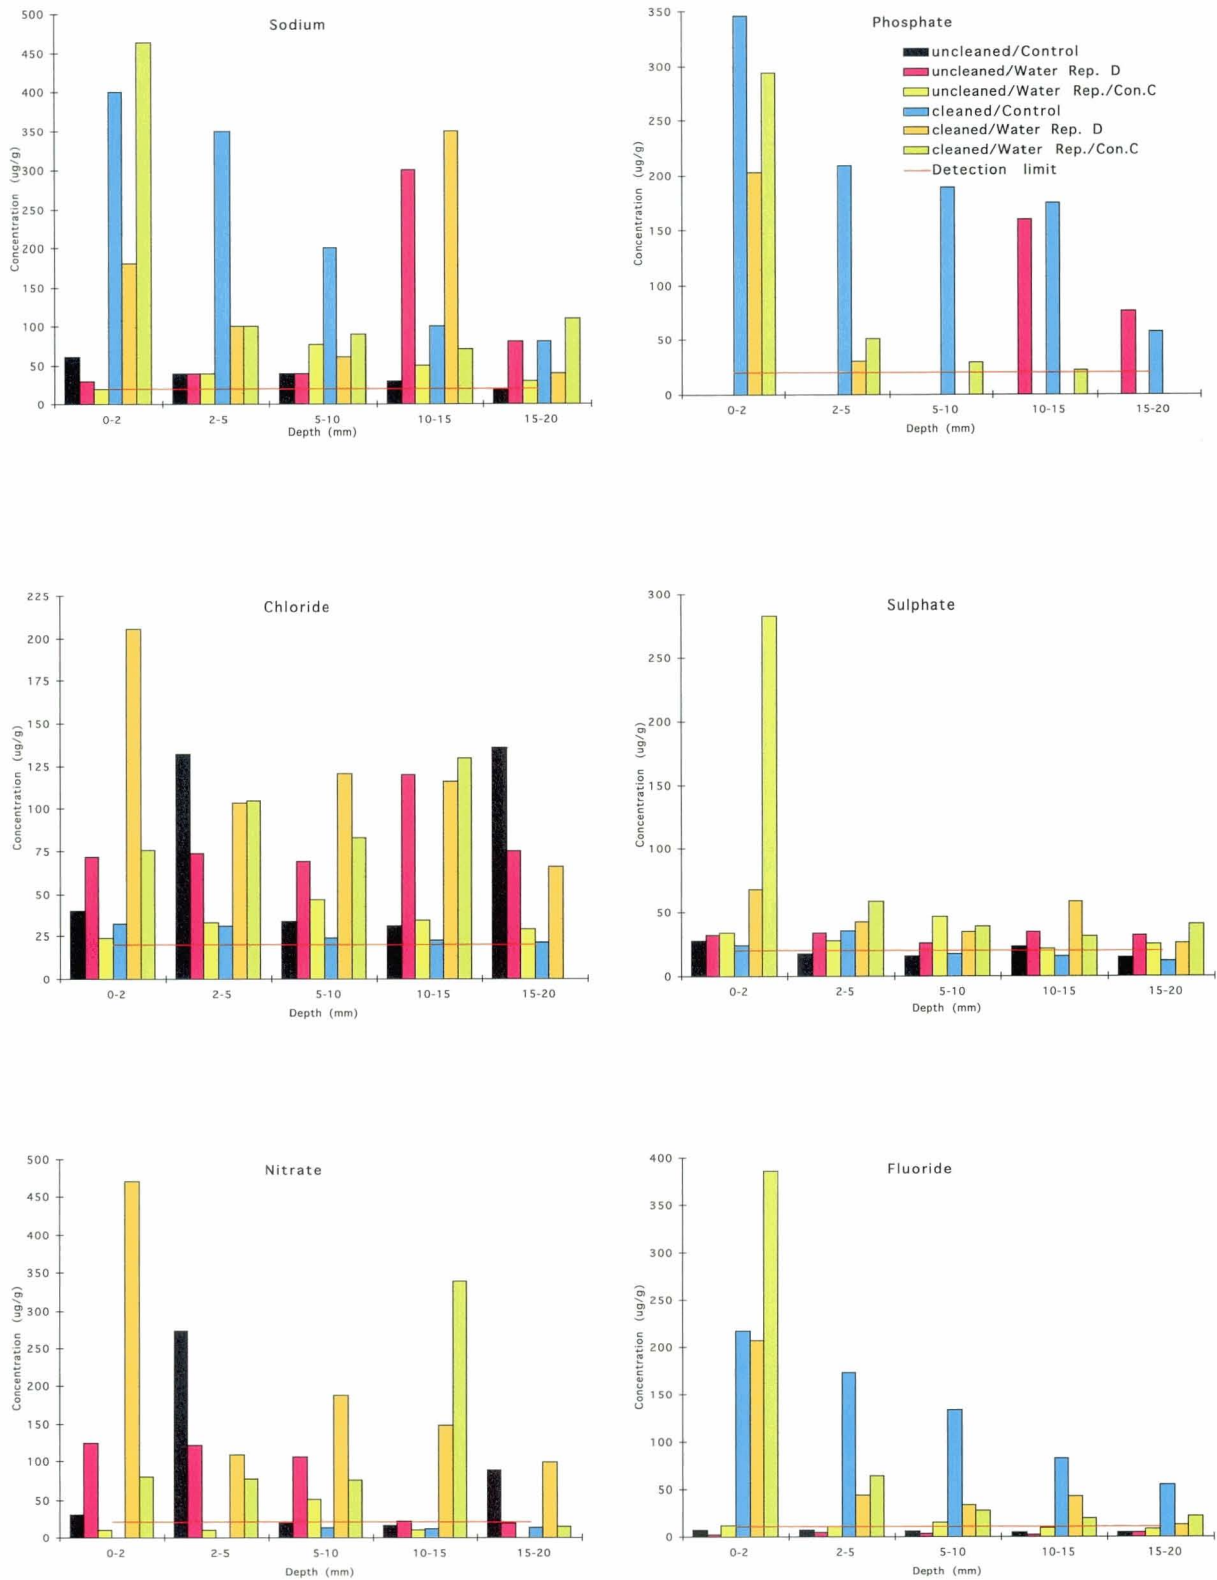 Sodium
500
450
400
350
300
250
200
150
100
50
0
Concentration (ug/g)
0-2 2-5 5-10 10-15 15-20
Depth (mm)
Phosphate
uncleaned/Control
uncleaned/Water Rep. D
uncleaned/Water Rep./Con.C
cleaned/Control
cleaned/Water Rep. D
cleaned/Water Rep./Con.C
Detection limit
350
300
250
200
150
100
50
0
Concentration (ug/g)
0-2 2-5 5-10 10-15 15-20
Depth (mm)
Chloride
225
200
175
150
125
100
75
50
25
0
Concentration (ug/g)
0-2 2-5 5-10 10-15 15-20
Depth (mm)
Sulphate
300
250
200
150
100
50
0
Concentration (ug/g)
0-2 2-5 5-10 10-15 15-20
Depth (mm)
Nitrate
500
450
400
350
300
250
200
150
100
50
0
Concentration (ug/g)
0-2 2-5 5-10 10-15 15-20
Depth (mm)
Fluoride
400
350
300
250
200
150
100
50
0
Concentration (ug/g)
0-2 2-5 5-10 10-15 15-20
Depth (mm)